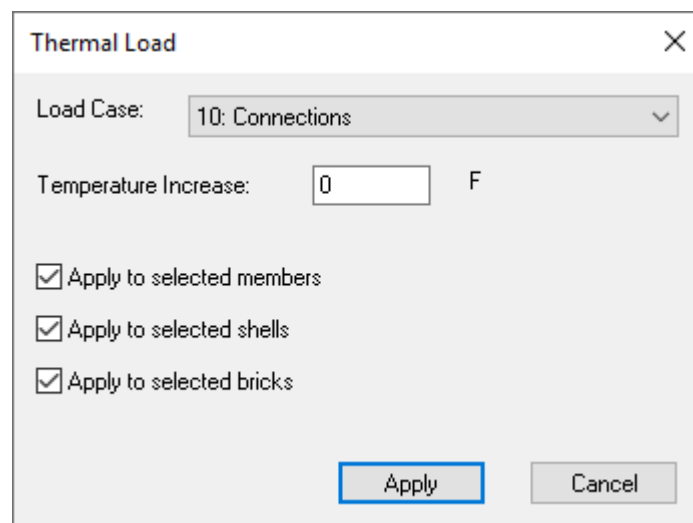 Thermal Load
Load Case: 10: Connections
Temperature Increase: 0 F
Apply to selected members
Apply to selected shells
Apply to selected bricks
Apply Cancel